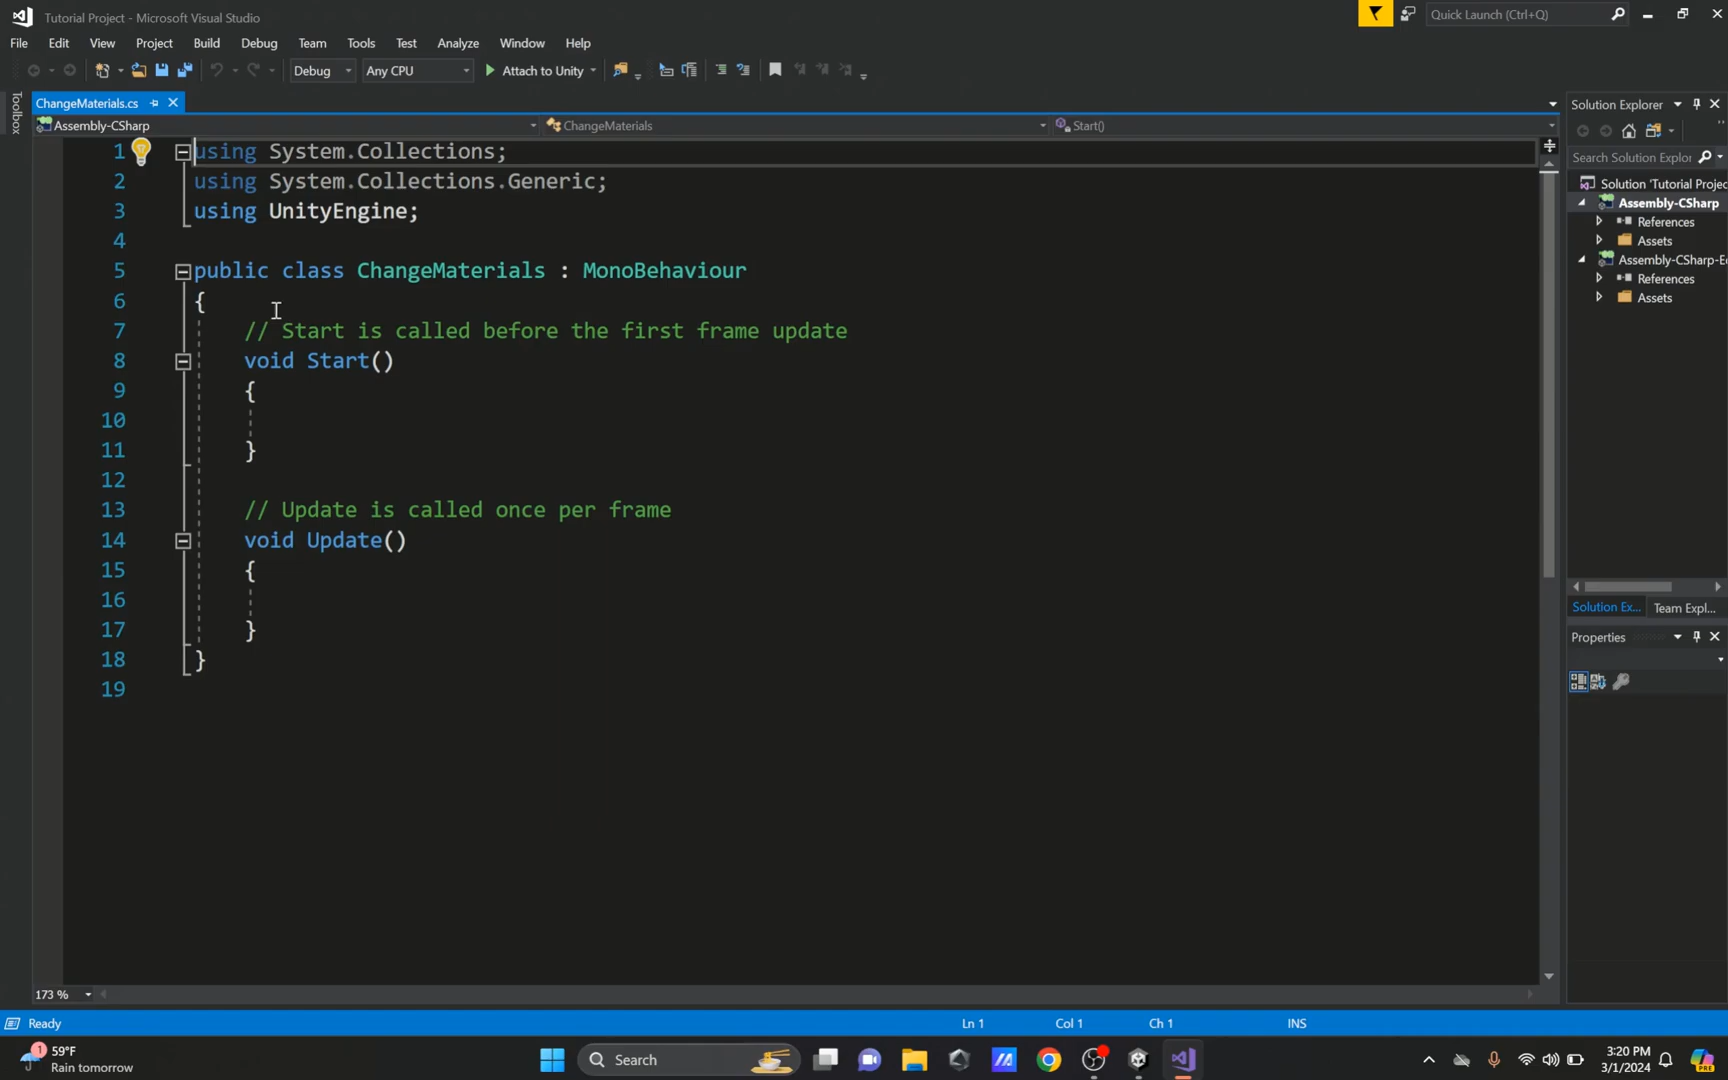 Tutorial Project - Microsoft Visual Studio
Quick Launch (Ctrl+Q)
File Edit View Project Build Debug Team Tools Test Analyze Window Help
Debug Any CPU Attach to Unity
Toolbox
ChangeMaterials.cs
Assembly-CSharp ChangeMaterials Start()
1 using System.Collections;
2 using System.Collections.Generic;
3 using UnityEngine;
4
5 public class ChangeMaterials : MonoBehaviour
6 {
7 // Start is called before the first frame update
8 void Start()
9 {
10
11 }
12
13 // Update is called once per frame
14 void Update()
15 {
16
17 }
18 }
19
Solution Explorer
Search Solution Explo
Solution 'Tutorial Projec
Assembly-CSharp
References
Assets
Assembly-CSharp-E
References
Assets
Solution Ex... Team Expl...
Properties
173 %
Ready Ln 1 Col 1 Ch 1 INS
1
59°F
Rain tomorrow
Search
PRE
3:20 PM
3/1/2024